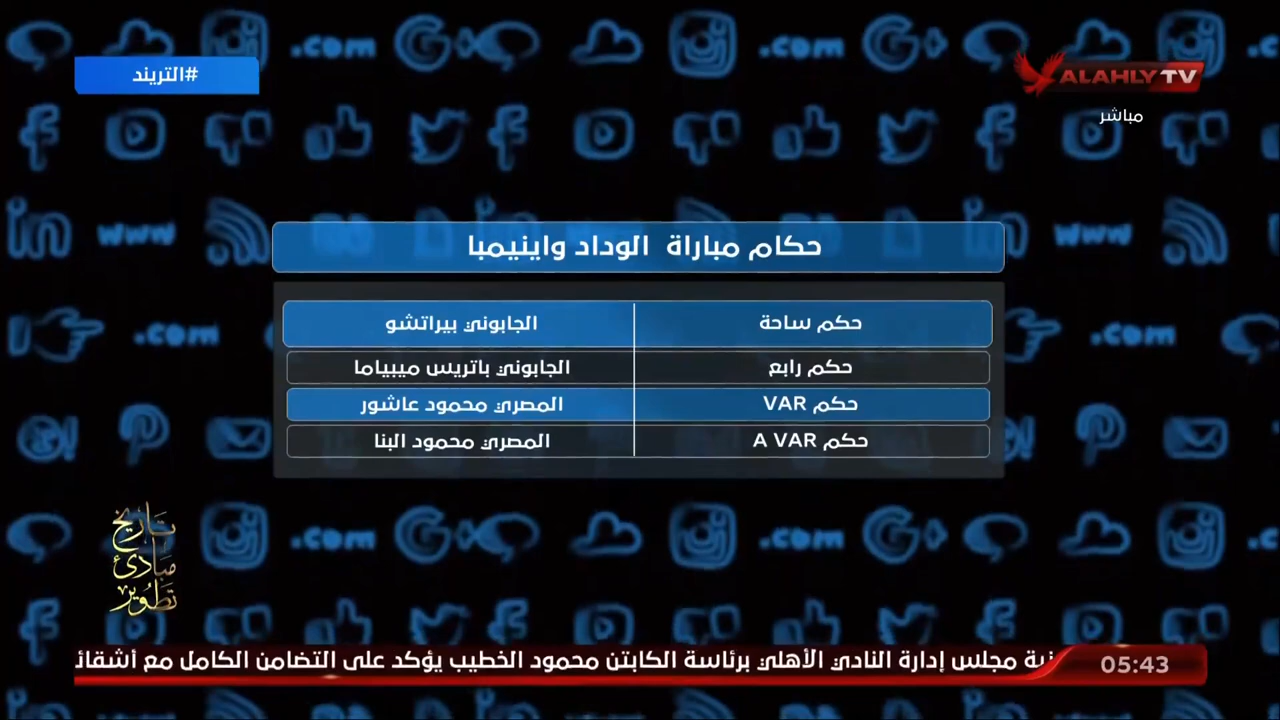 #التريند
ALAHLY TV
مباشر
حكام مباراة الوداد واينيمبا
حكم ساحة الجابوني بيراتشو
حكم رابع الجابوني باتريس ميبياما
حكم VAR المصري محمود عاشور
حكم A VAR المصري محمود البنا
تاريخ
مبادئ
تطوير
مجلس إدارة النادي الأهلي برئاسة الكابتن محمود الخطيب يؤكد على التضامن الكامل مع
05:43